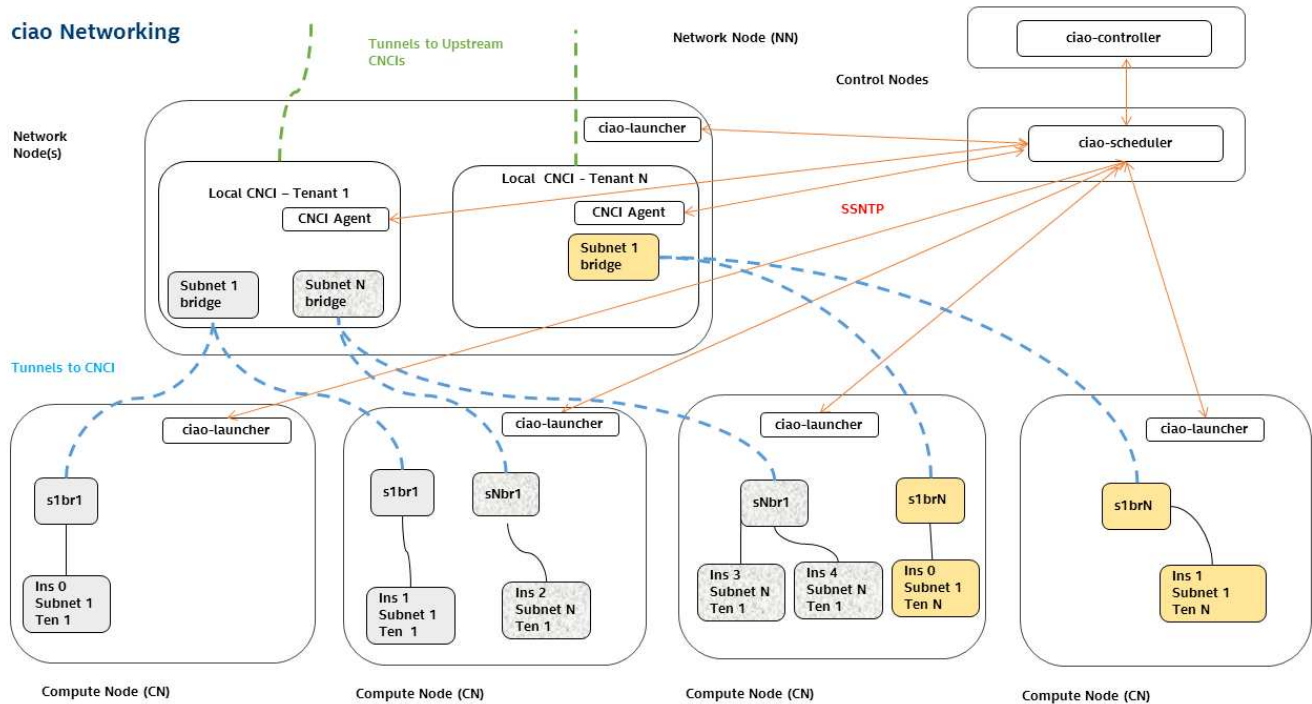 ciao Networking
Tunnels to Upstream
CNCIs
Network Node (NN)
ciao-controller
Control Nodes
Network
Node(s)
ciao-launcher
ciao-scheduler
Local CNCI – Tenant 1
CNCI Agent
Subnet 1
bridge
Subnet N
bridge
Local CNCI – Tenant N
CNCI Agent
Subnet 1
bridge
SSNTP
Tunnels to CNCI
ciao-launcher
s1br1
Ins 0
Subnet 1
Ten 1
Compute Node (CN)
ciao-launcher
s1br1
sNbr1
Ins 1
Subnet 1
Ten 1
Ins 2
Subnet N
Ten 1
Compute Node (CN)
ciao-launcher
sNbr1
s1brN
Ins 3
Subnet N
Ten 1
Ins 4
Subnet N
Ten 1
Ins 0
Subnet 1
Ten N
Compute Node (CN)
ciao-launcher
s1brN
Ins 1
Subnet 1
Ten N
Compute Node (CN)